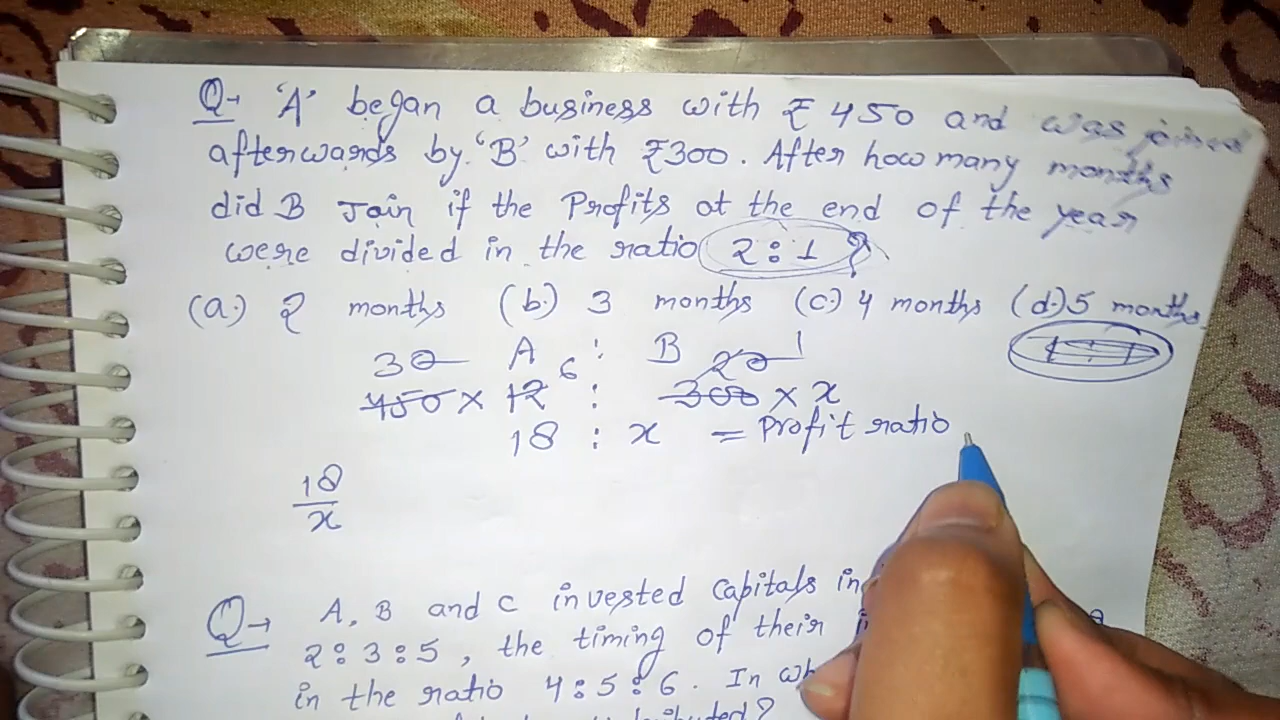 Q→ 'A' began a business with ₹ 450 and was joined
afterwards by 'B' with ₹300. After how many months
did B Join if the Profits at the end of the year
were divided in the ratio 2:1?
(a.) 2 months (b.) 3 months (c.) 4 months (d.) 5 months.
30 A 6 : B 20 1
450 × 12 : 300 × x
18 : x = Profit ratio
18
x
Q→ A, B and C invested Capitals in
2:3:5, the timing of their
in the ratio 4:5:6. In